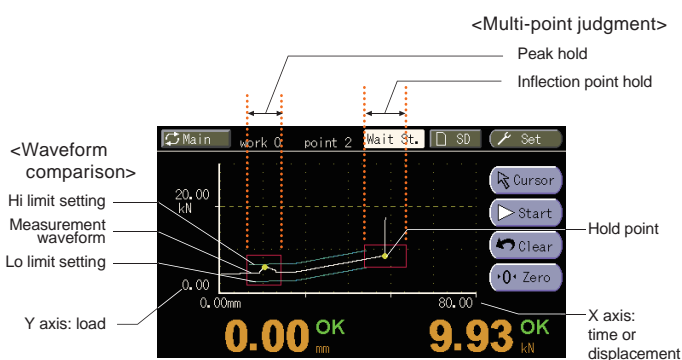 <Multi-point judgment>
Peak hold
Inflection point hold
Main
work 0
point 2
Wait St.
SD
Set
<Waveform
comparison>
Hi limit setting
Measurement
waveform
Lo limit setting
Y axis: load
20.00
kN
0.00
0.00mm
80.00
Cursor
Start
Clear
0 Zero
Hold point
X axis:
time or
displacement
0.00 mm OK
9.93 kN OK